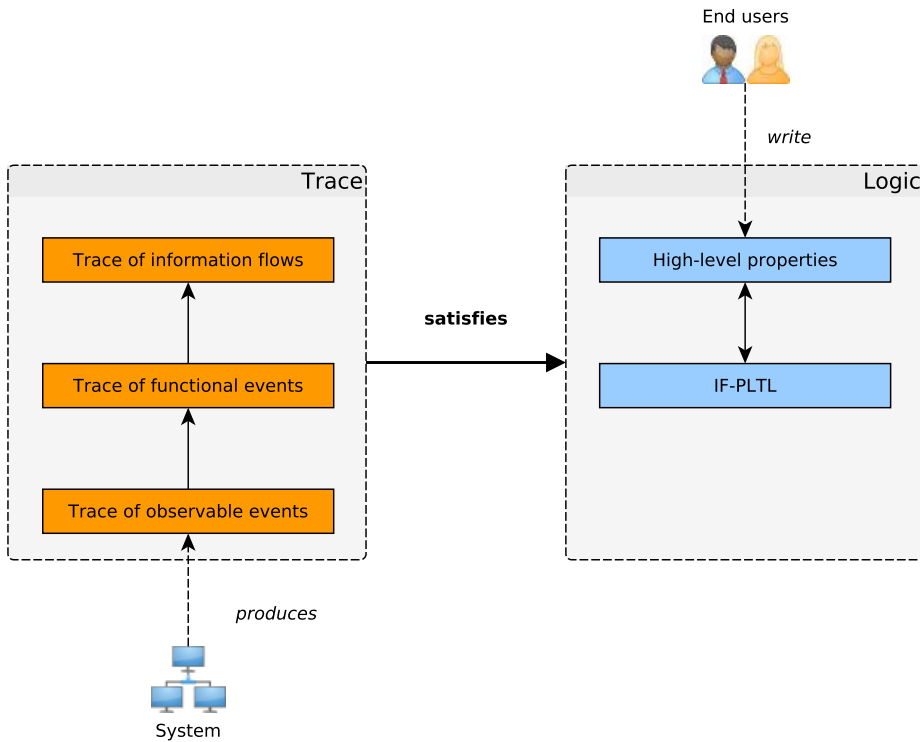 End users
write
Trace
Logic
Trace of information flows
High-level properties
satisfies
Trace of functional events
IF-PLTL
Trace of observable events
produces
System